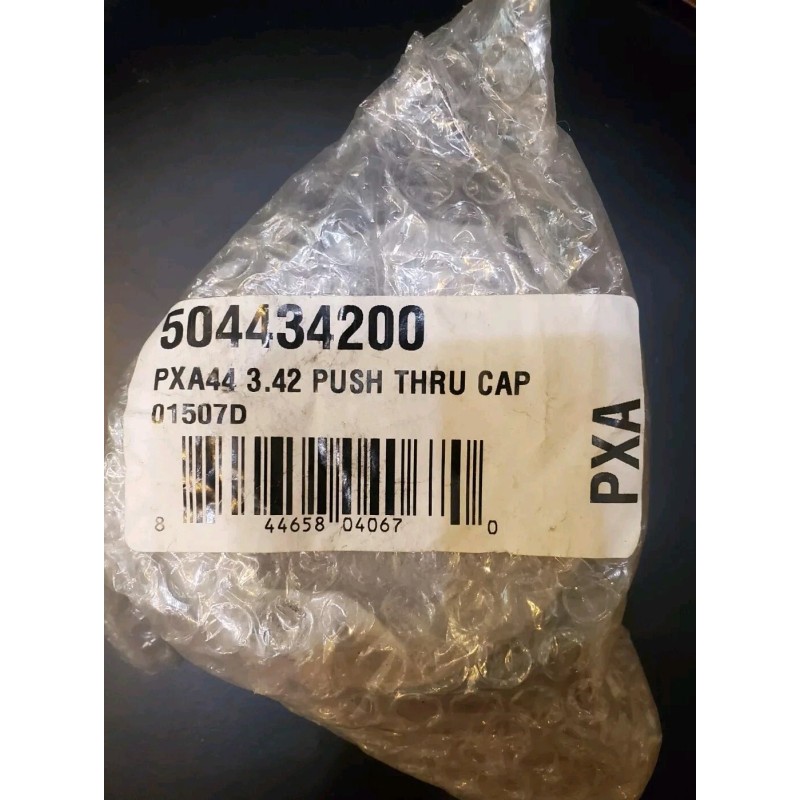 504434200
PXA44 3.42 PUSH THRU CAP
01507D
8 44658 04067 0
PXA